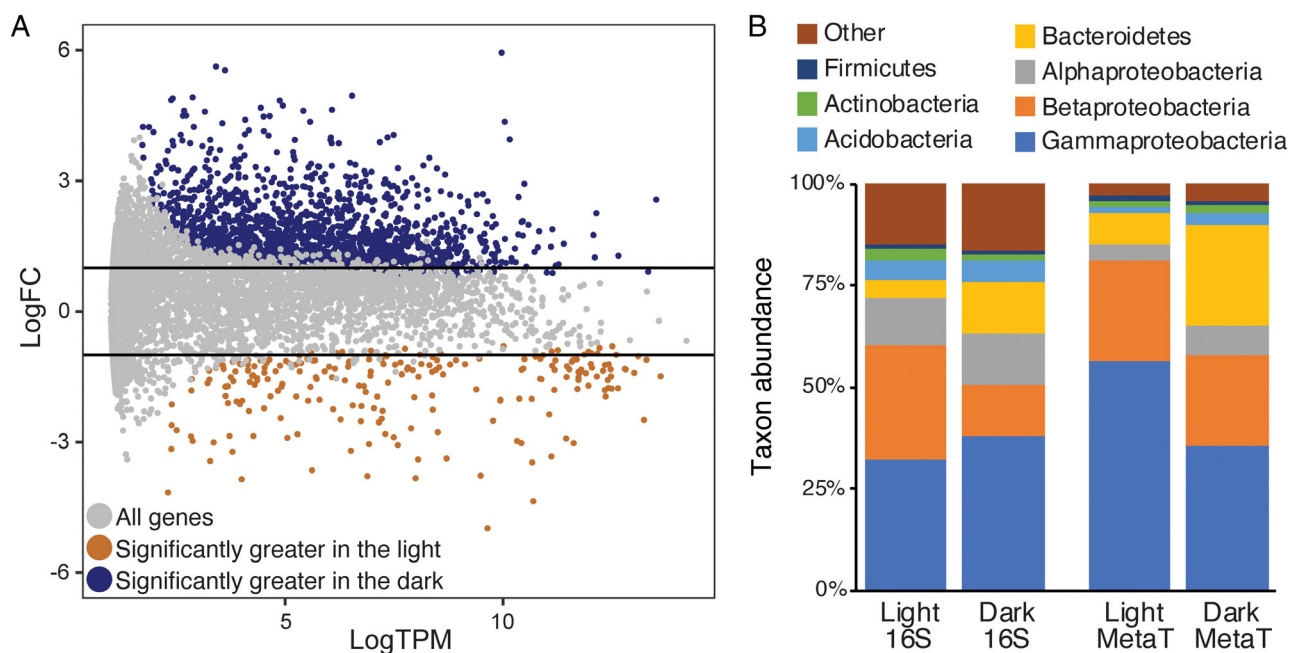 A
6
3
0
-3
-6
LogFC
5
10
LogTPM
All genes
Significantly greater in the light
Significantly greater in the dark
B
Other
Firmicutes
Actinobacteria
Acidobacteria
Bacteroidetes
Alphaproteobacteria
Betaproteobacteria
Gammaproteobacteria
100%
75%
50%
25%
0%
Taxon abundance
Light
16S
Dark
16S
Light
MetaT
Dark
MetaT